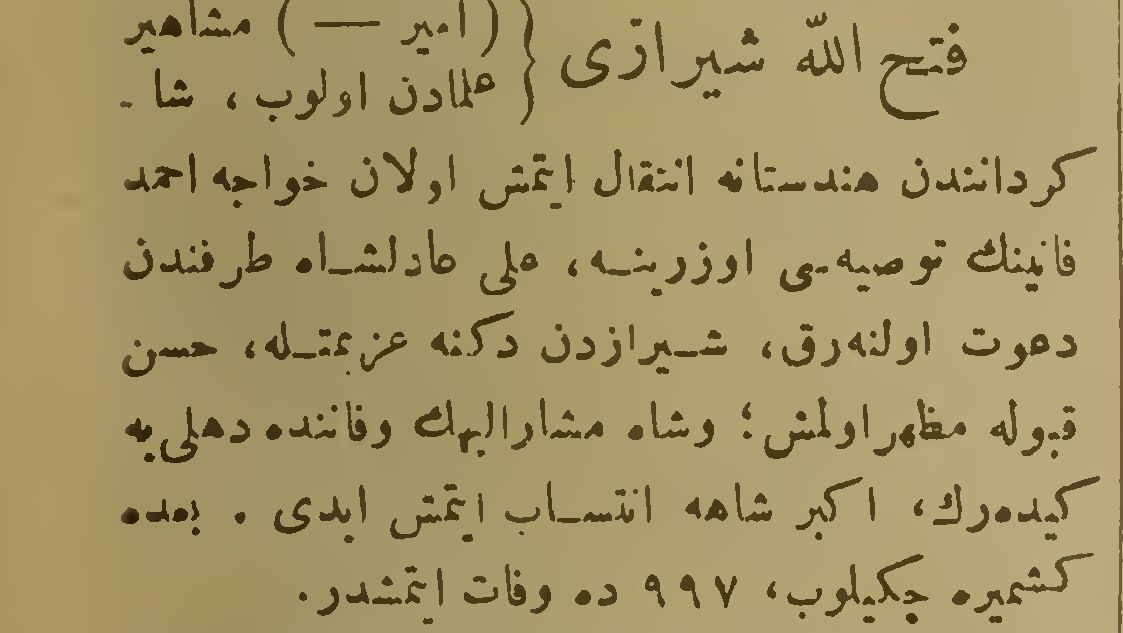 فتح الله شیرازی { (امیر —) مشاهیر
علمادن اولوب، شا ـ
کردانندن هندستانه انتقال ایتمش اولان خواجه احمد
فانینك توصیه‌سی اوزرینه، علی عادلشاه طرفندن
دعوت اولنه‌رق، شیرازدن دکنه عزیمتله، حسن
قبوله مظهر اولمش؛ وشاه مشارالیهك وفاتنده دهلی‌یه
کیده‌رك، اکبر شاهه انتساب ایتمش ایدی . بعده
کشمیره چکیلوب، ٩٩٧ ده وفات ایتمشدر.